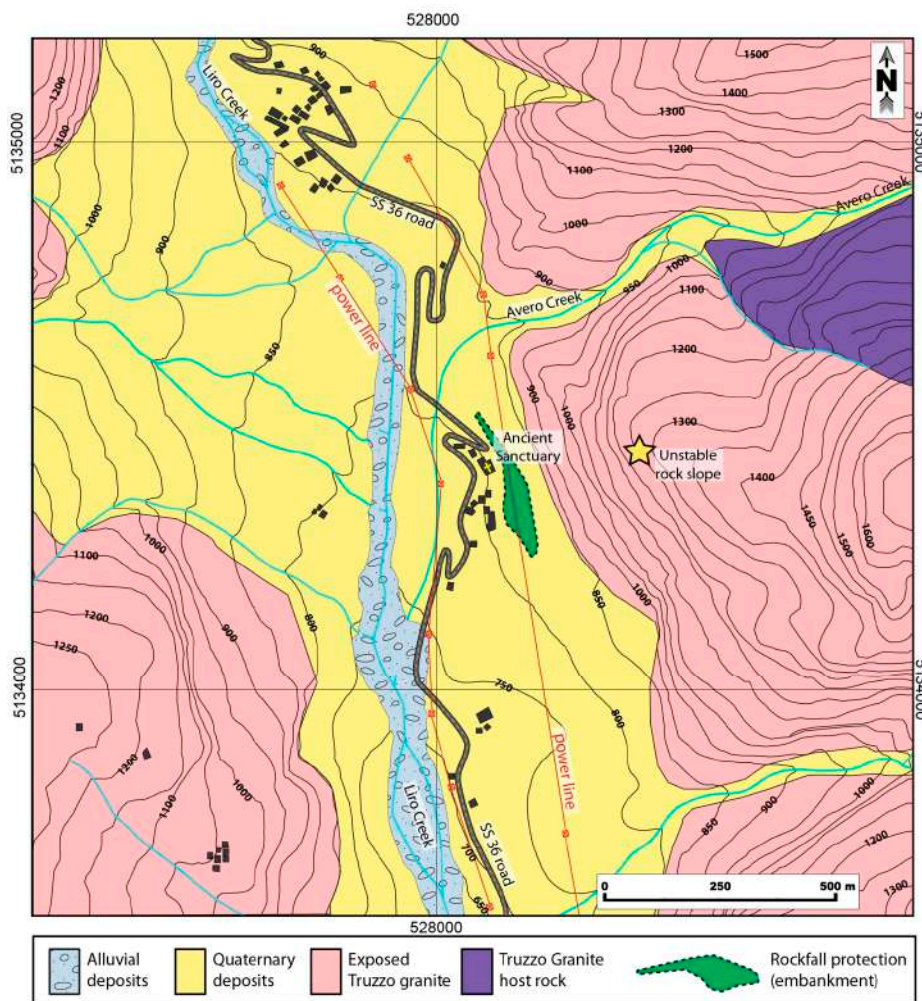 528000
900
1500
1400
1300
1200
1100
1000
900
N
1200
1100
Liro Creek
5135000
5135000
SS 36 road
Avero Creek
1000
900
power line
Avero Creek
950
1000
1100
1200
850
900
1000
1300
Ancient
Sanctuary
Unstable
rock slope
1400
1450
1500
1600
1100
1000
900
800
850
1000
1200
1250
5134000
5134000
750
800
power line
1200
1100
1000
Liro Creek
SS 36 road
700
650
850
900
1000
1200
1300
0 250 500 m
528000
Alluvial
deposits
Quaternary
deposits
Exposed
Truzzo granite
Truzzo Granite
host rock
Rockfall protection
(embankment)